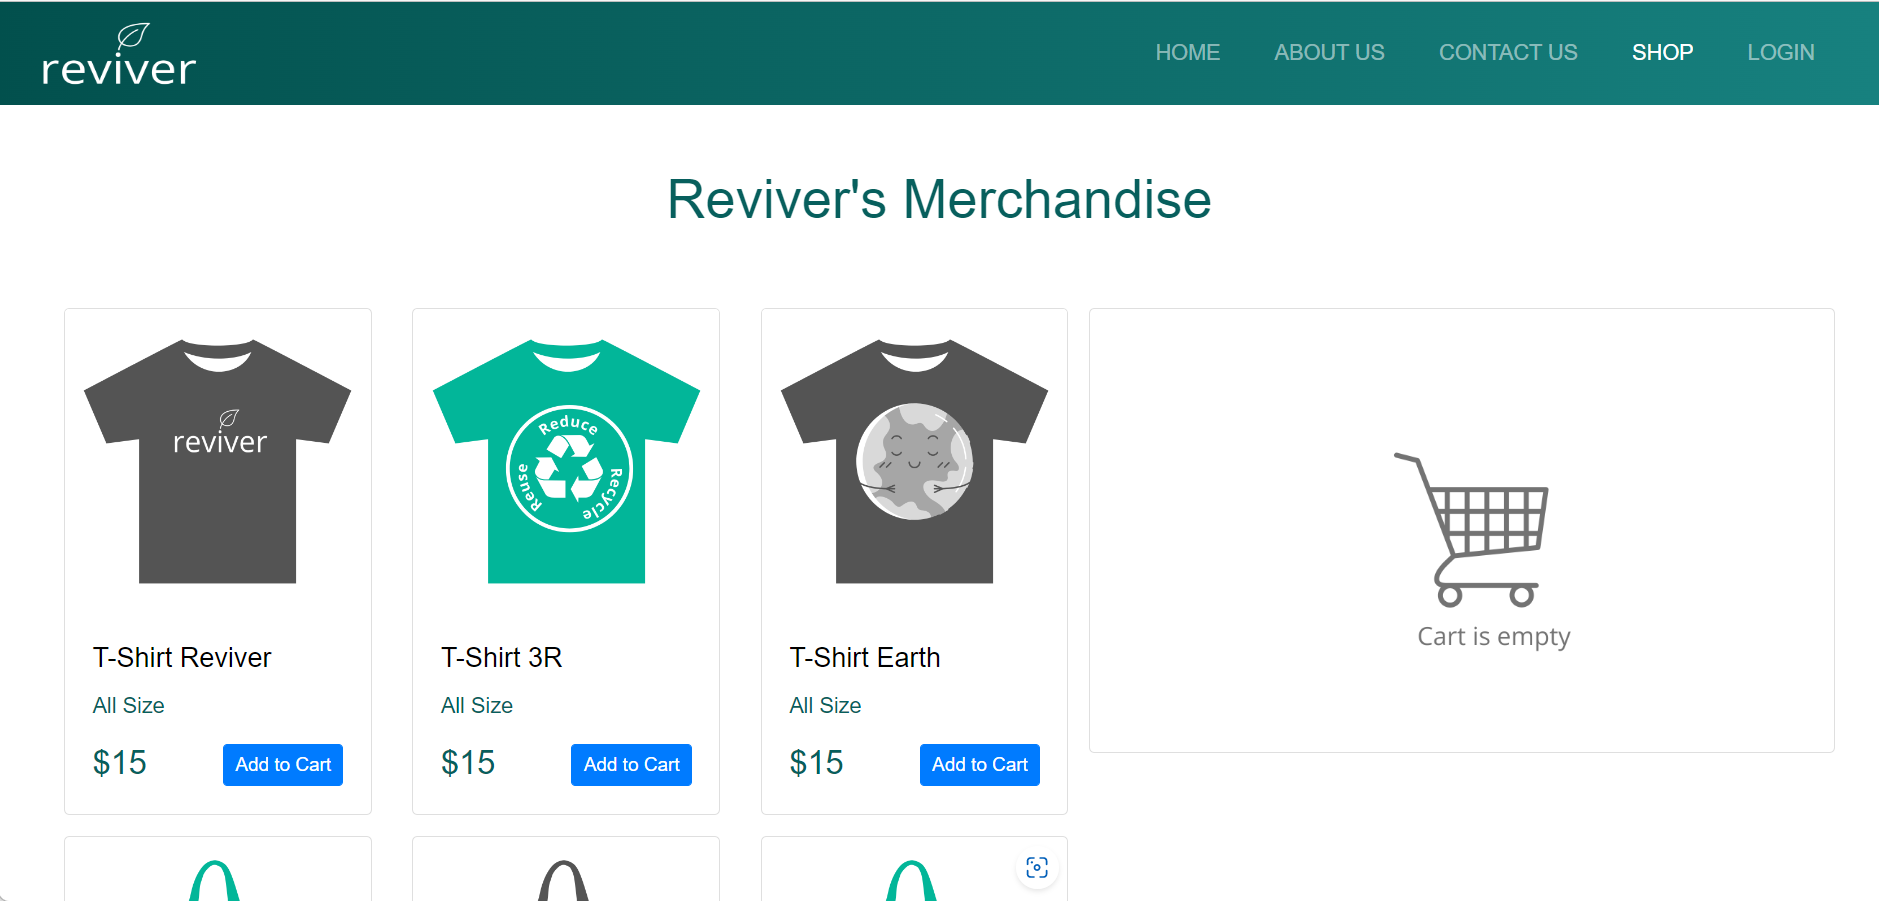 reviver
HOME ABOUT US CONTACT US SHOP LOGIN
Reviver's Merchandise
reviver
Reduce
Reuse
Recycle
T-Shirt Reviver
All Size
$15 Add to Cart
T-Shirt 3R
All Size
$15 Add to Cart
T-Shirt Earth
All Size
$15 Add to Cart
Cart is empty